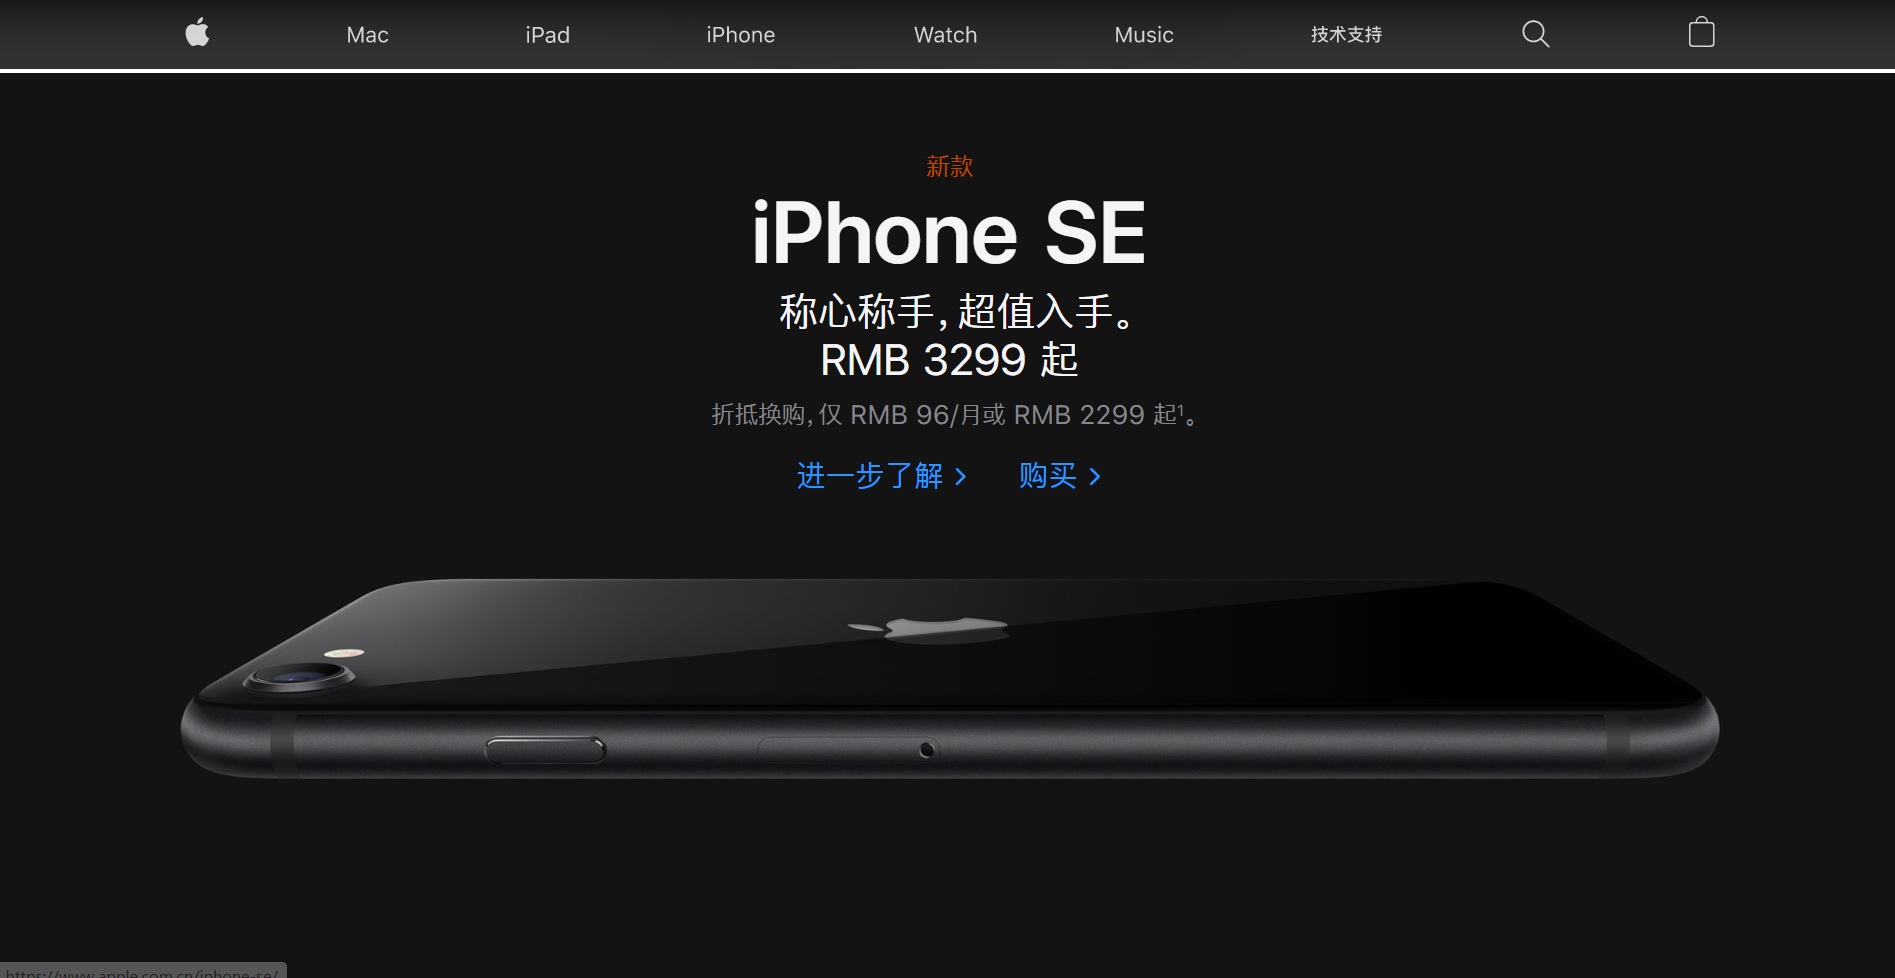 Mac iPad iPhone Watch Music 技术支持
新款
iPhone SE
称心称手，超值入手。
RMB 3299 起
折抵换购，仅 RMB 96/月或 RMB 2299 起¹。
进一步了解 > 购买 >
https://www.apple.com.cn/iphone-se/